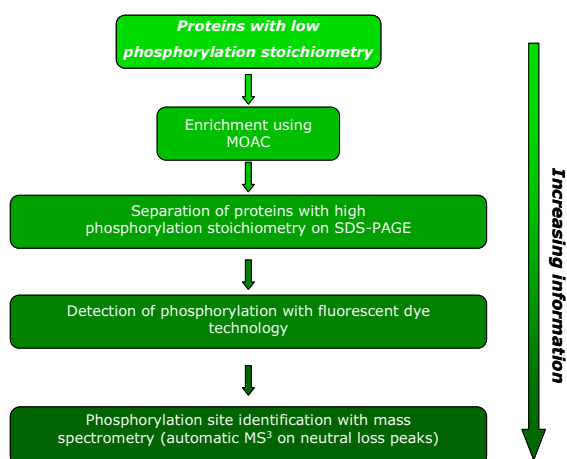 Proteins with low
phosphorylation stoichiometry
Enrichment using
MOAC
Separation of proteins with high
phosphorylation stoichiometry on SDS-PAGE
Detection of phosphorylation with fluorescent dye
technology
Phosphorylation site identification with mass
spectrometry (automatic MS³ on neutral loss peaks)
Increasing information